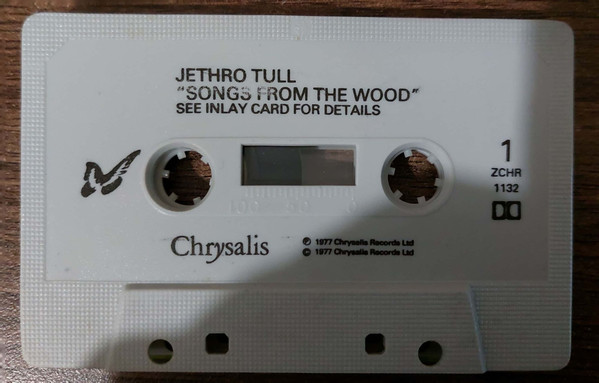 JETHRO TULL
"SONGS FROM THE WOOD"
SEE INLAY CARD FOR DETAILS
1
ZCHR
1132
100 50 0
Chrysalis
℗ 1977 Chrysalis Records Ltd
© 1977 Chrysalis Records Ltd